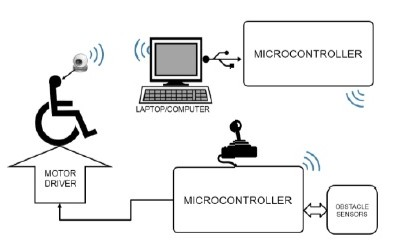 MICROCONTROLLER
LAPTOP/COMPUTER
MOTOR
DRIVER
MICROCONTROLLER
OBSTACLE
SENSORS